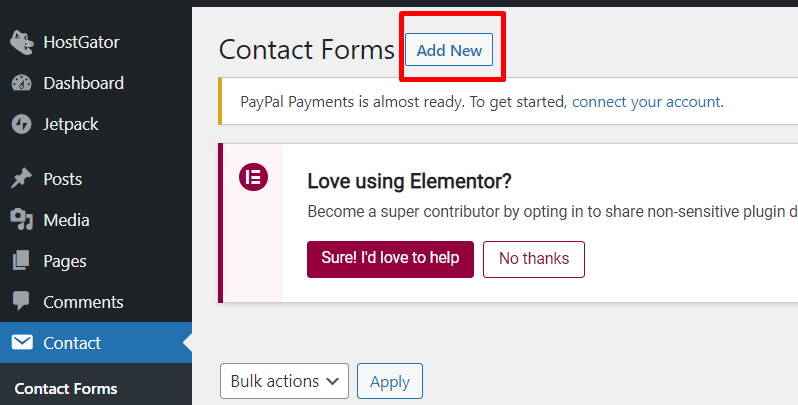 HostGator
Dashboard
Jetpack
Posts
Media
Pages
Comments
Contact
Contact Forms
Contact Forms Add New
PayPal Payments is almost ready. To get started, connect your account.
Love using Elementor?
Become a super contributor by opting in to share non-sensitive plugin d
Sure! I'd love to help No thanks
Bulk actions Apply